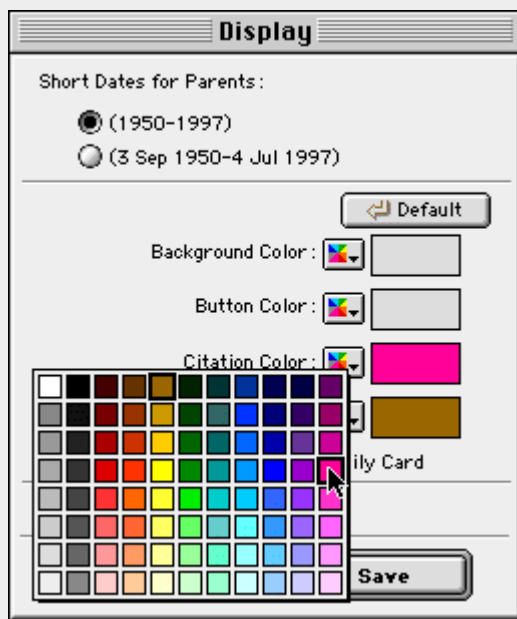 Display
Short Dates for Parents:
(1950-1997)
(3 Sep 1950-4 Jul 1997)
Default
Background Color:
Button Color:
Citation Color:
ily Card
Save